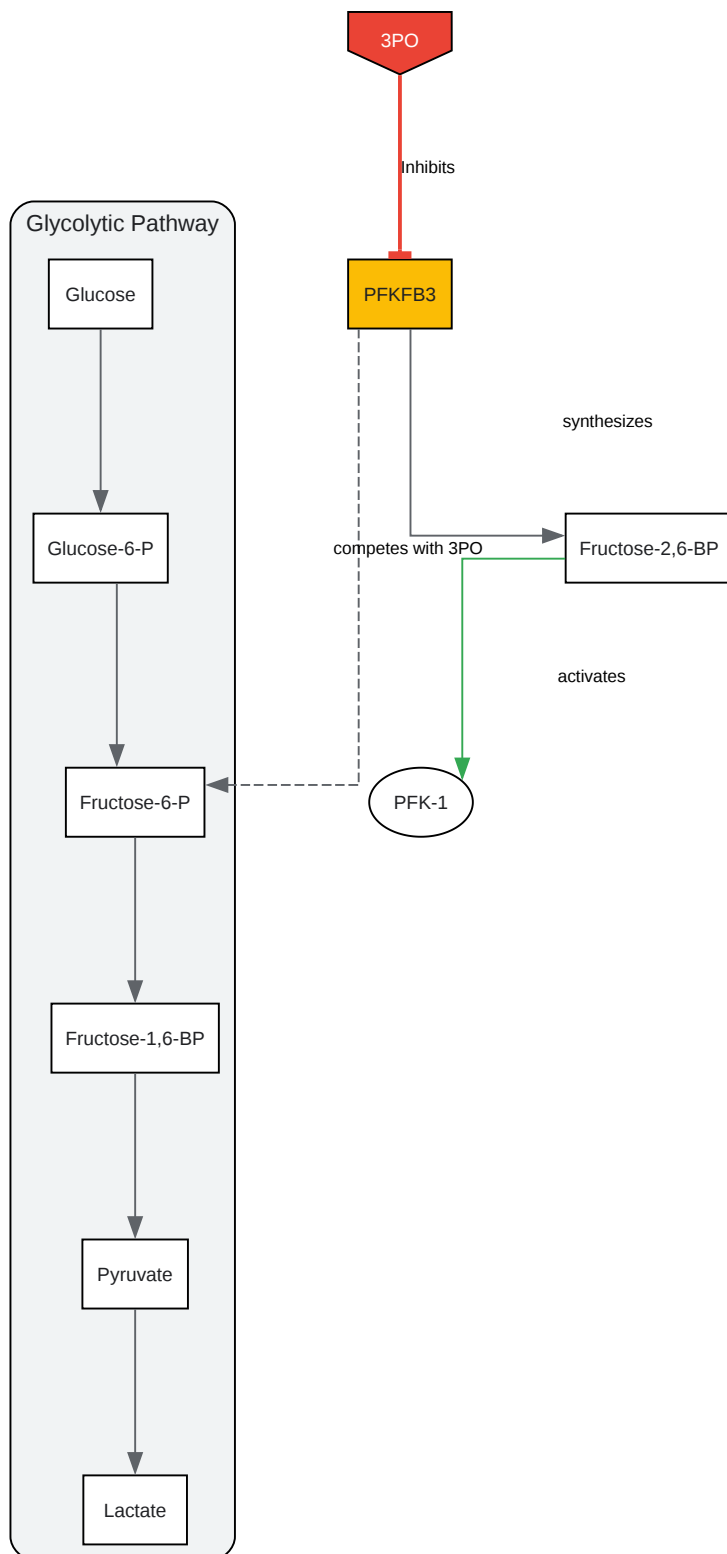 3PO
Inhibits
Glycolytic Pathway
Glucose
PFKFB3
synthesizes
Glucose-6-P
competes with 3PO
Fructose-2,6-BP
activates
Fructose-6-P
PFK-1
Fructose-1,6-BP
Pyruvate
Lactate